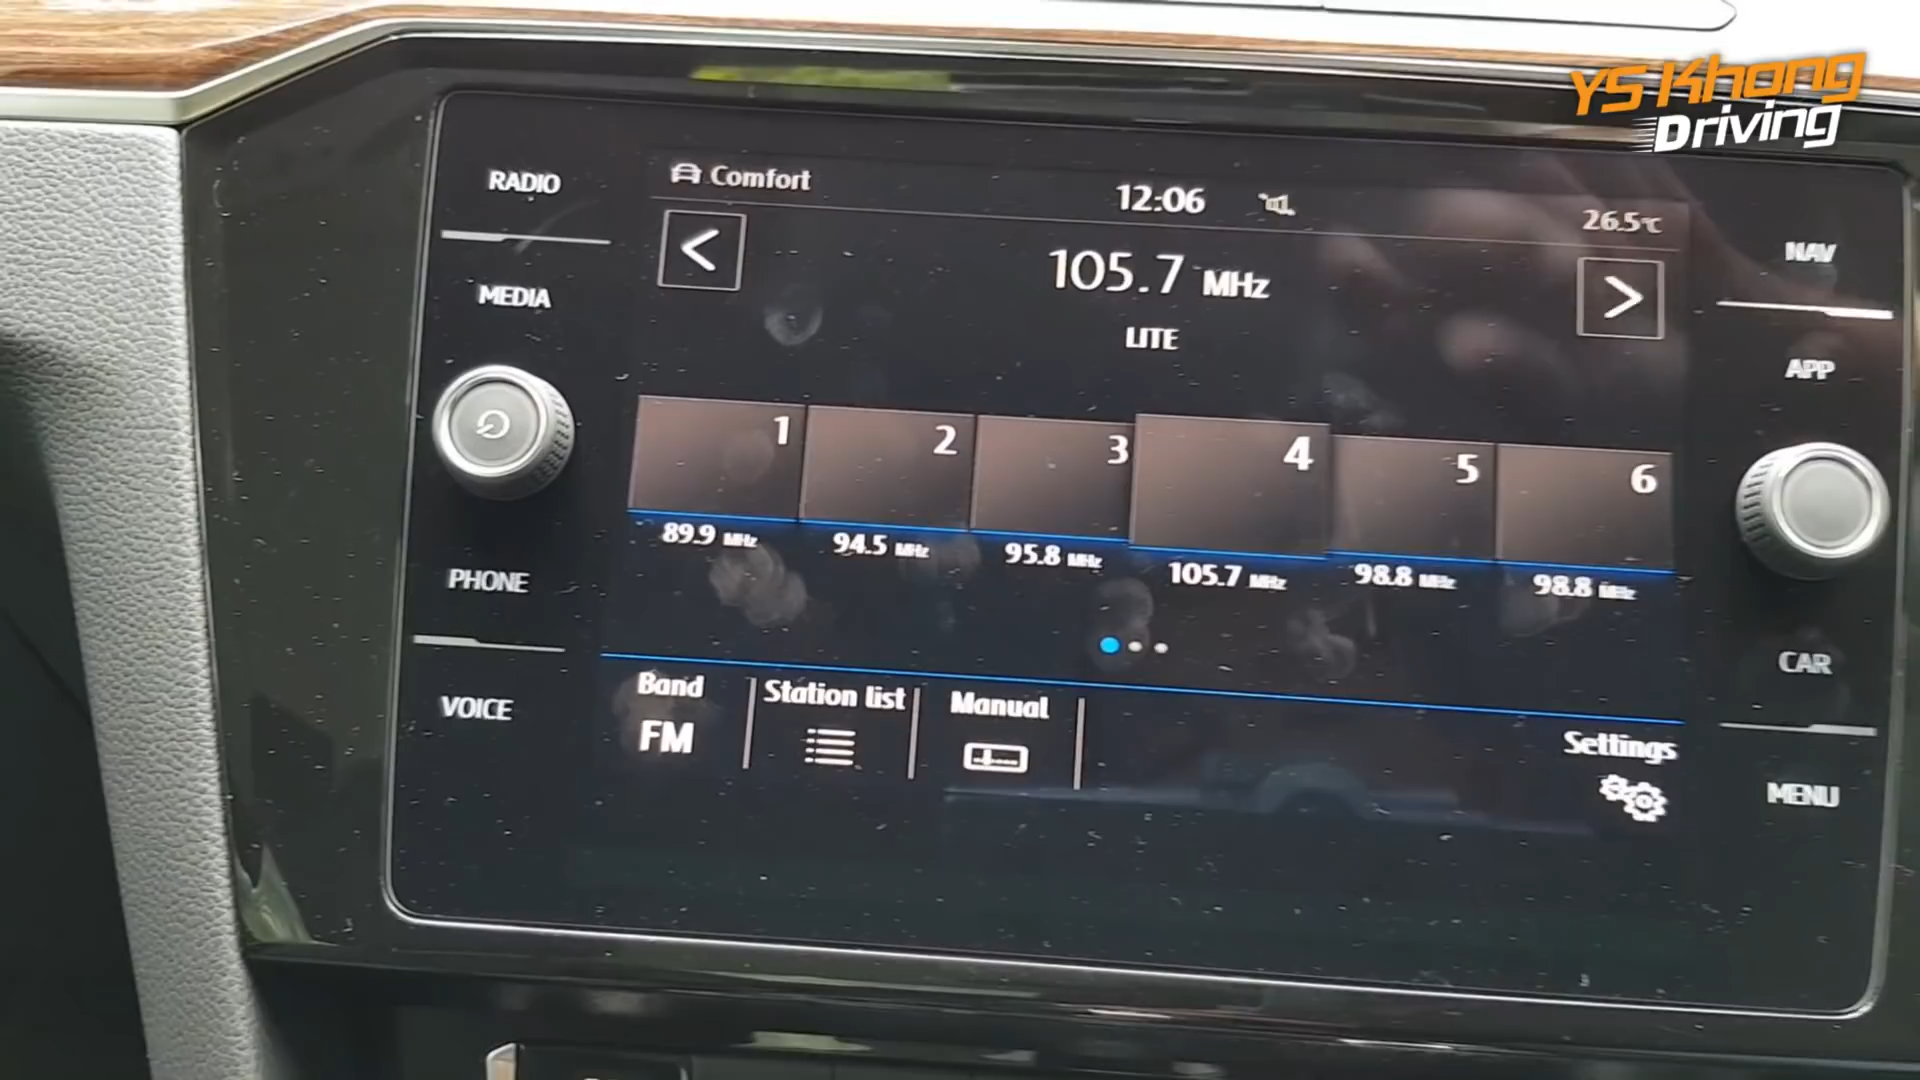 YS Khong
Driving
RADIO
MEDIA
PHONE
VOICE
Comfort
12:06
26.5℃
105.7 MHz
LITE
1
2
3
4
5
6
89.9 MHz
94.5 MHz
95.8 MHz
105.7 MHz
98.8 MHz
98.8 MHz
Band
FM
Station list
Manual
Settings
NAV
APP
CAR
MENU